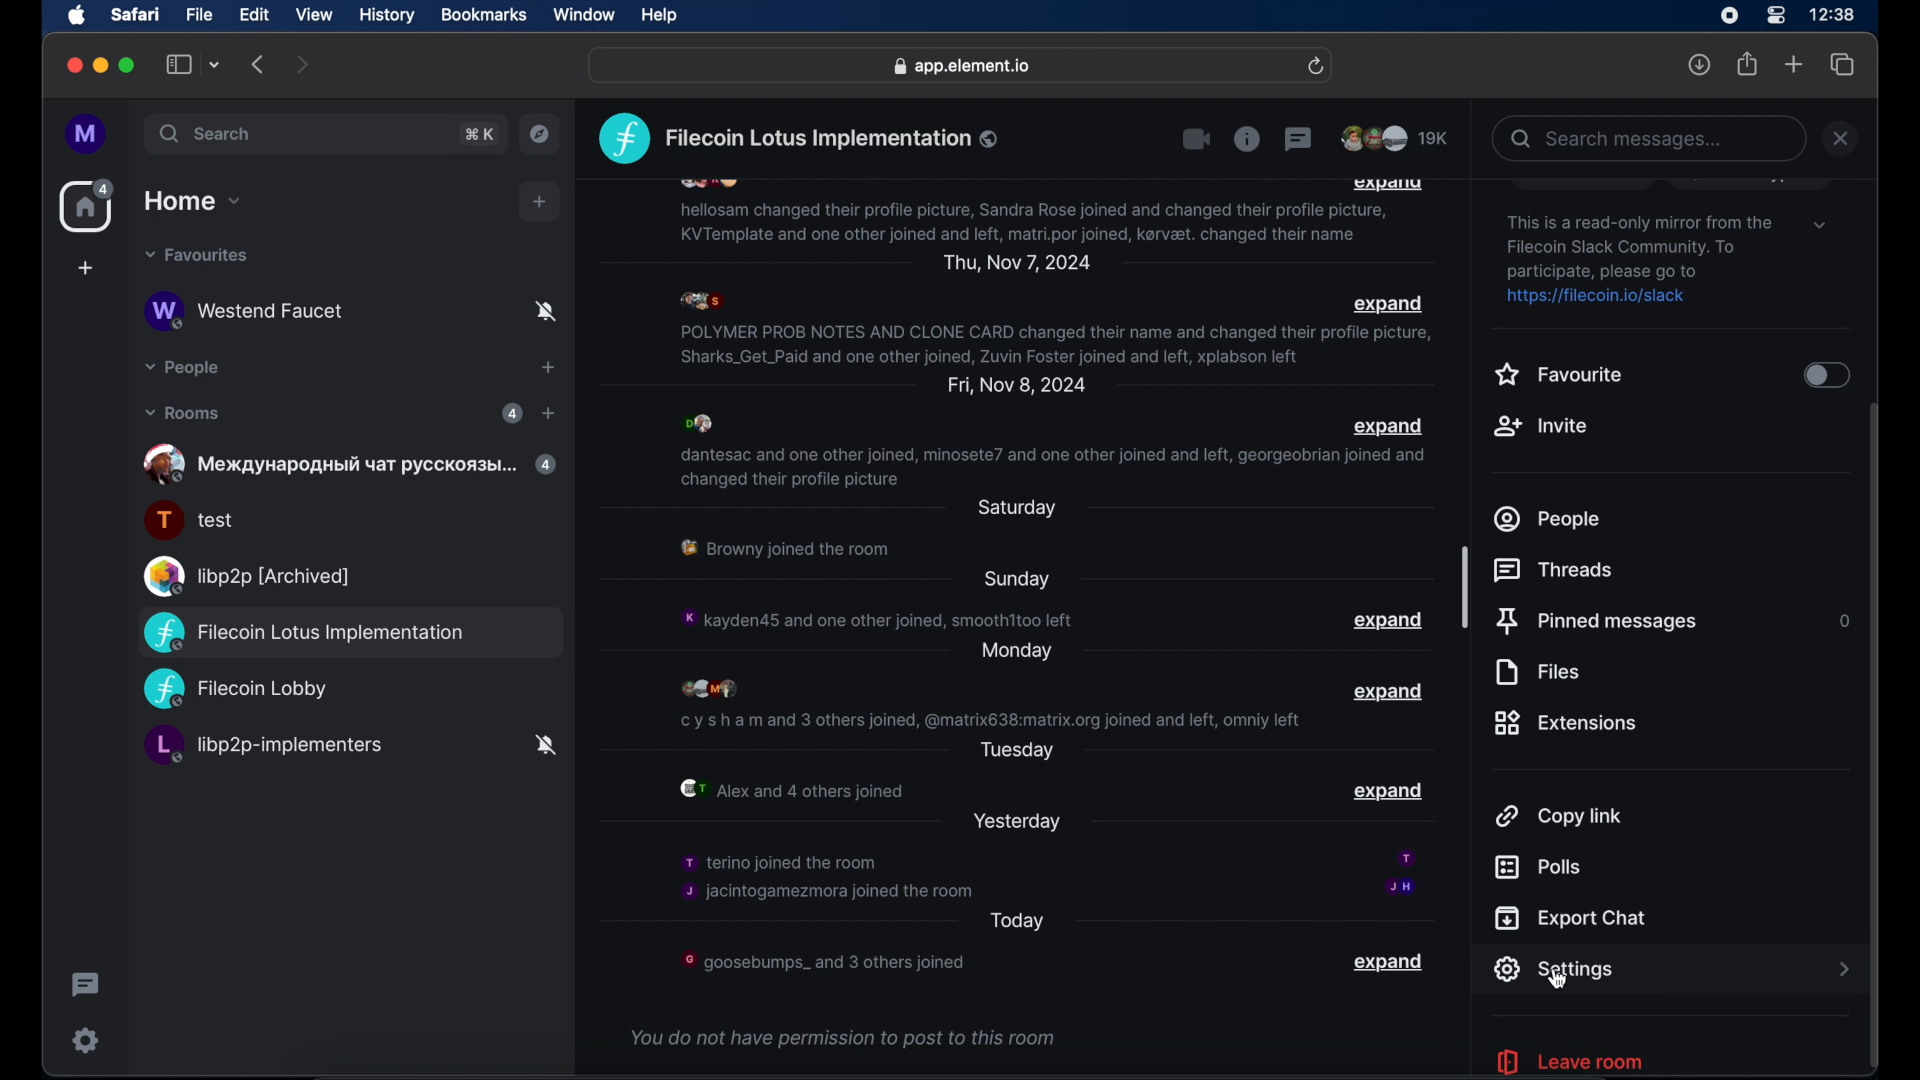 Safari File Edit View History Bookmarks Window Help 12:38
app.element.io
M
Search ⌘ K
4
Home
Favourites
W Westend Faucet
People
Rooms 4
Международный чат русскоязы... 4
T test
libp2p [Archived]
Filecoin Lotus Implementation
Filecoin Lobby
L libp2p-implementers
Filecoin Lotus Implementation 19K
expand
hellosam changed their profile picture, Sandra Rose joined and changed their profile picture,
KVTemplate and one other joined and left, matri.por joined, kørvæt. changed their name
Thu, Nov 7, 2024
S expand
POLYMER PROB NOTES AND CLONE CARD changed their name and changed their profile picture,
Sharks_Get_Paid and one other joined, Zuvin Foster joined and left, xplabson left
Fri, Nov 8, 2024
D expand
dantesac and one other joined, minosete7 and one other joined and left, georgeobrian joined and
changed their profile picture
Saturday
Browny joined the room
Sunday
K kayden45 and one other joined, smooth1too left expand
Monday
M expand
c y s h a m and 3 others joined, @matrix638:matrix.org joined and left, omniy left
Tuesday
T Alex and 4 others joined expand
Yesterday
T terino joined the room T
J jacintogamezmora joined the room J H
Today
G goosebumps_ and 3 others joined expand
You do not have permission to post to this room
Search messages...
This is a read-only mirror from the
Filecoin Slack Community. To
participate, please go to
https://filecoin.io/slack
Favourite
Invite
People
Threads
Pinned messages 0
Files
Extensions
Copy link
Polls
Export Chat
Settings
Leave room